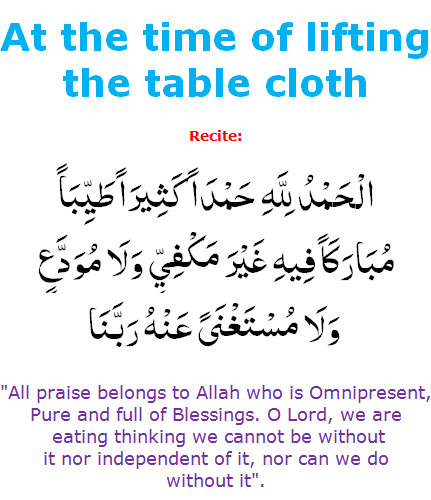 At the time of lifting
the table cloth
Recite:
الْحَمْدُ لِلَّهِ حَمْدَاً كَثِيرَاً طَيِّبَاً
مُبَارَكَاً فِيهِ غَيْرَ مَكْفِيٍّ وَلَا مُوَدَّعٍ
وَلَا مُسْتَغْنَىً عَنْهُ رَبَّنَا
"All praise belongs to Allah who is Omnipresent,
Pure and full of Blessings. O Lord, we are
eating thinking we cannot be without
it nor independent of it, nor can we do
without it".